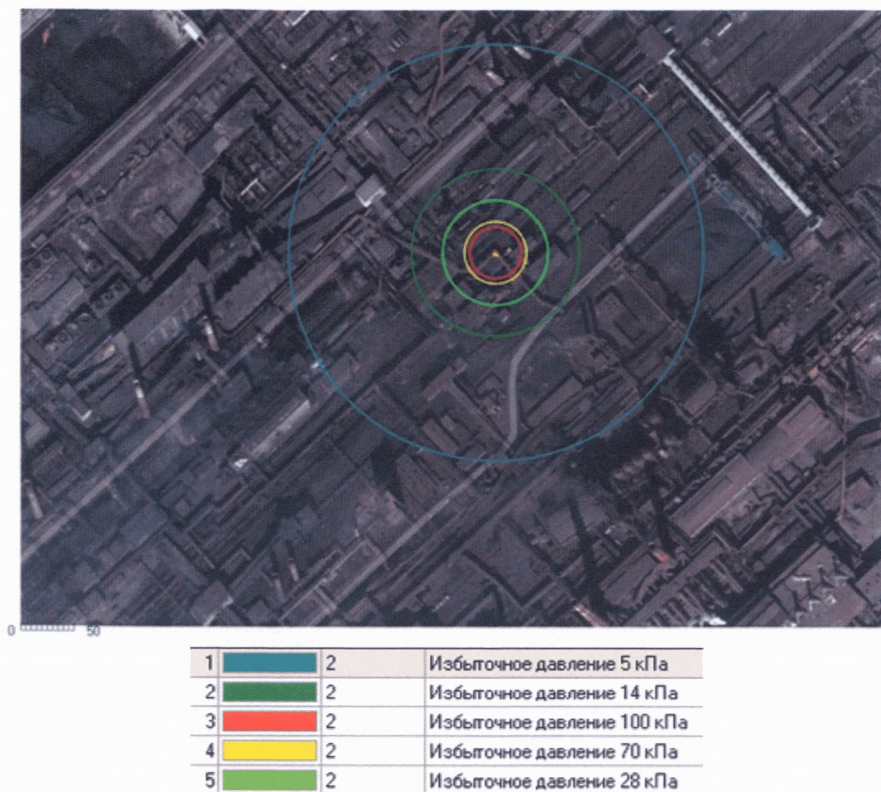 0 50
1 2 Избыточное давление 5 кПа
2 2 Избыточное давление 14 кПа
3 2 Избыточное давление 100 кПа
4 2 Избыточное давление 70 кПа
5 2 Избыточное давление 28 кПа